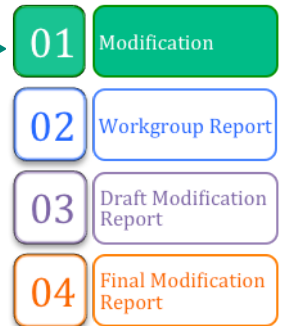 01 Modification
02 Workgroup Report
03 Draft Modification
Report
04 Final Modification
Report